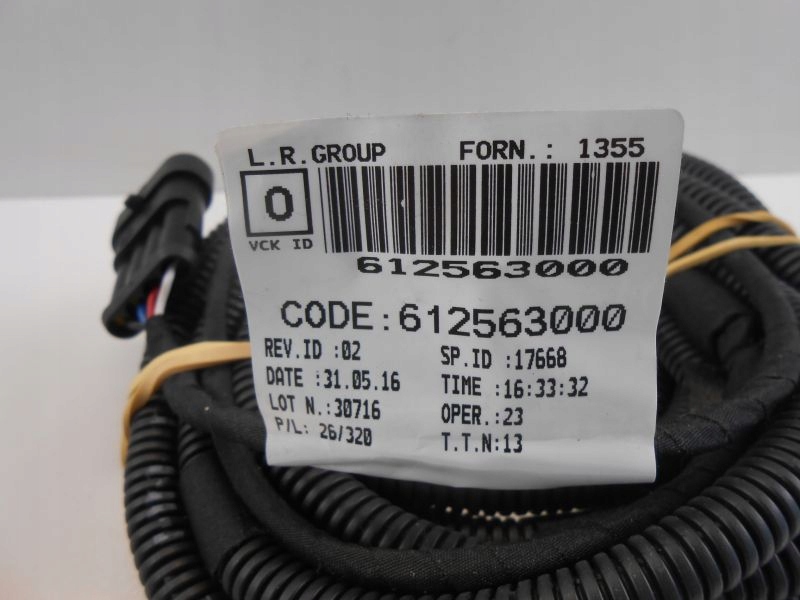 L.R.GROUP FORN.: 1355
0
VCK ID
612563000
CODE:612563000
REV.ID :02 SP.ID :17668
DATE :31.05.16 TIME :16:33:32
LOT N.:30716 OPER.:23
P/L: 26/320 T.T.N:13